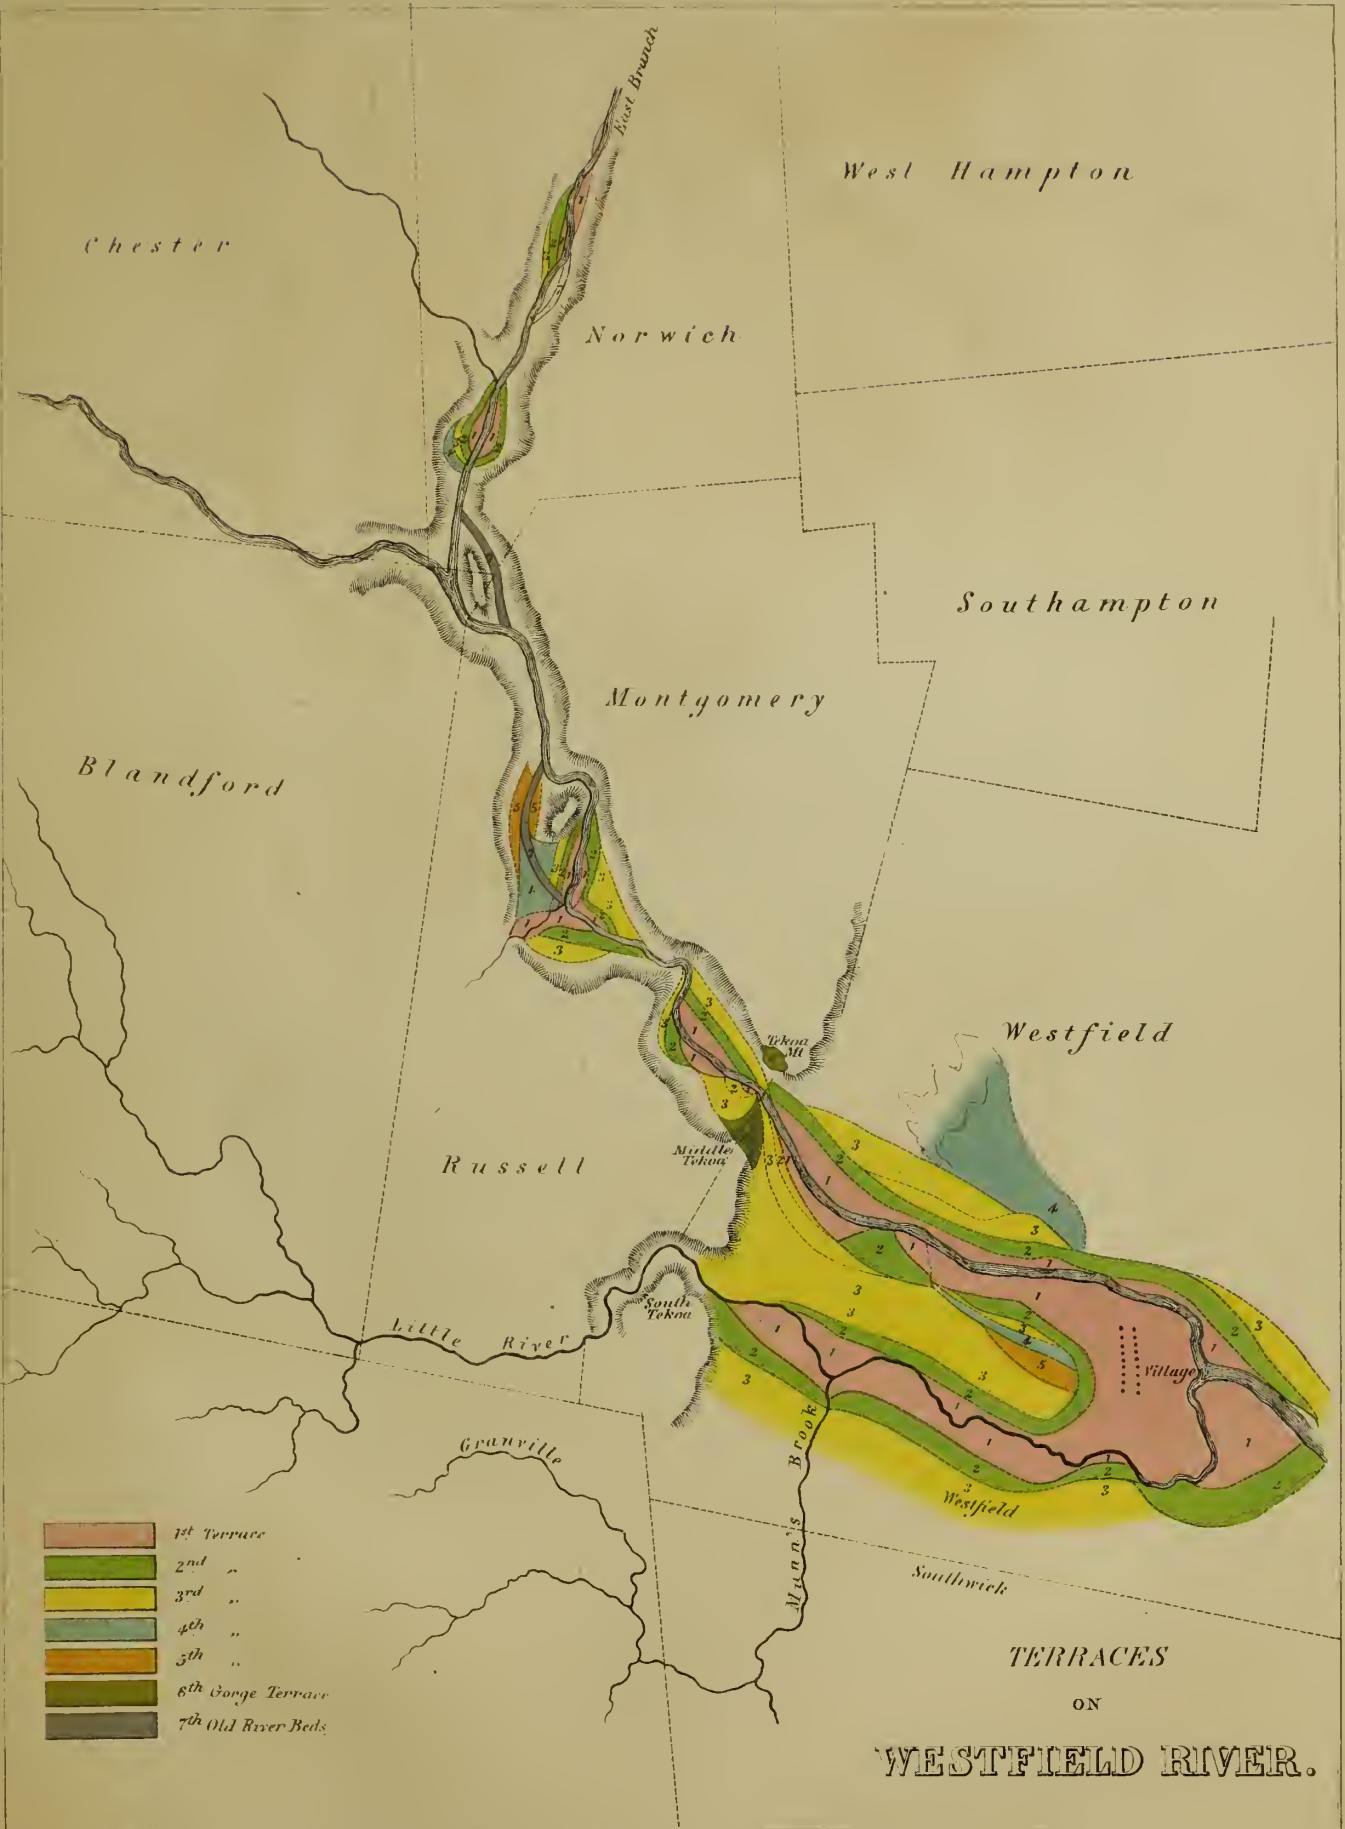 East Branch
West Hampton
Chester
Norwich
Southampton
Montgomery
Blandford
Westfield
Tekoa
Mt
Middle
Tekoa
Russell
South
Tekoa
Little River
Village
Munn's Brook
Granville
Westfield
Southwick
1st Terrace
2nd "
3rd "
4th "
5th "
6th Gorge Terrace
7th Old River Beds
TERRACES
ON
WESTFIELD RIVER.